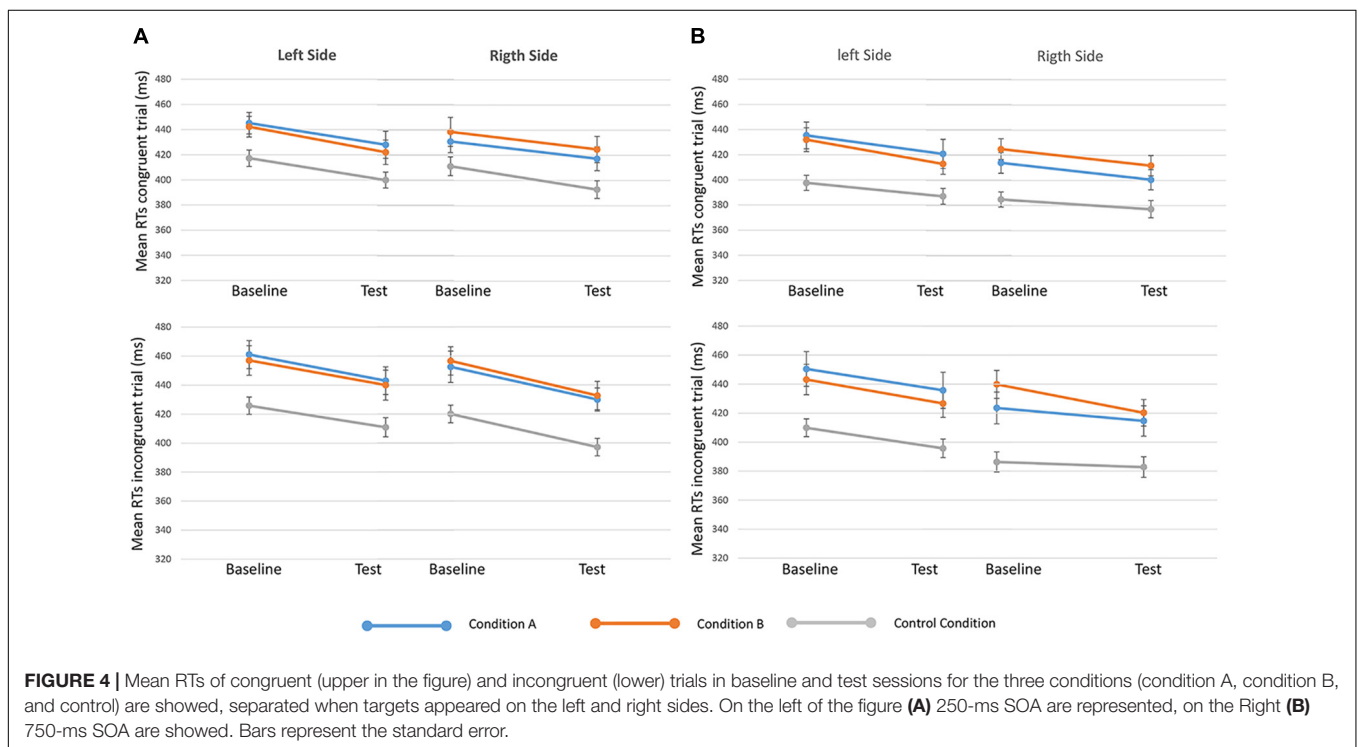 A
B
Left Side
Rigth Side
left Side
Rigth Side
Mean RTs congruent trial (ms)
480
460
440
420
400
380
360
340
320
Baseline
Test
Baseline
Test
Mean RTs congruent trial (ms)
480
460
440
420
400
380
360
340
320
Baseline
Test
Baseline
Test
Mean RTs incongruent trial (ms)
480
460
440
420
400
380
360
340
320
Baseline
Test
Baseline
Test
Mean RTs incongruent trial (ms)
480
460
440
420
400
380
360
340
320
Baseline
Test
Baseline
Test
Condition A
Condition B
Control Condition
FIGURE 4 | Mean RTs of congruent (upper in the figure) and incongruent (lower) trials in baseline and test sessions for the three conditions (condition A, condition B,
and control) are showed, separated when targets appeared on the left and right sides. On the left of the figure (A) 250-ms SOA are represented, on the Right (B)
750-ms SOA are showed. Bars represent the standard error.